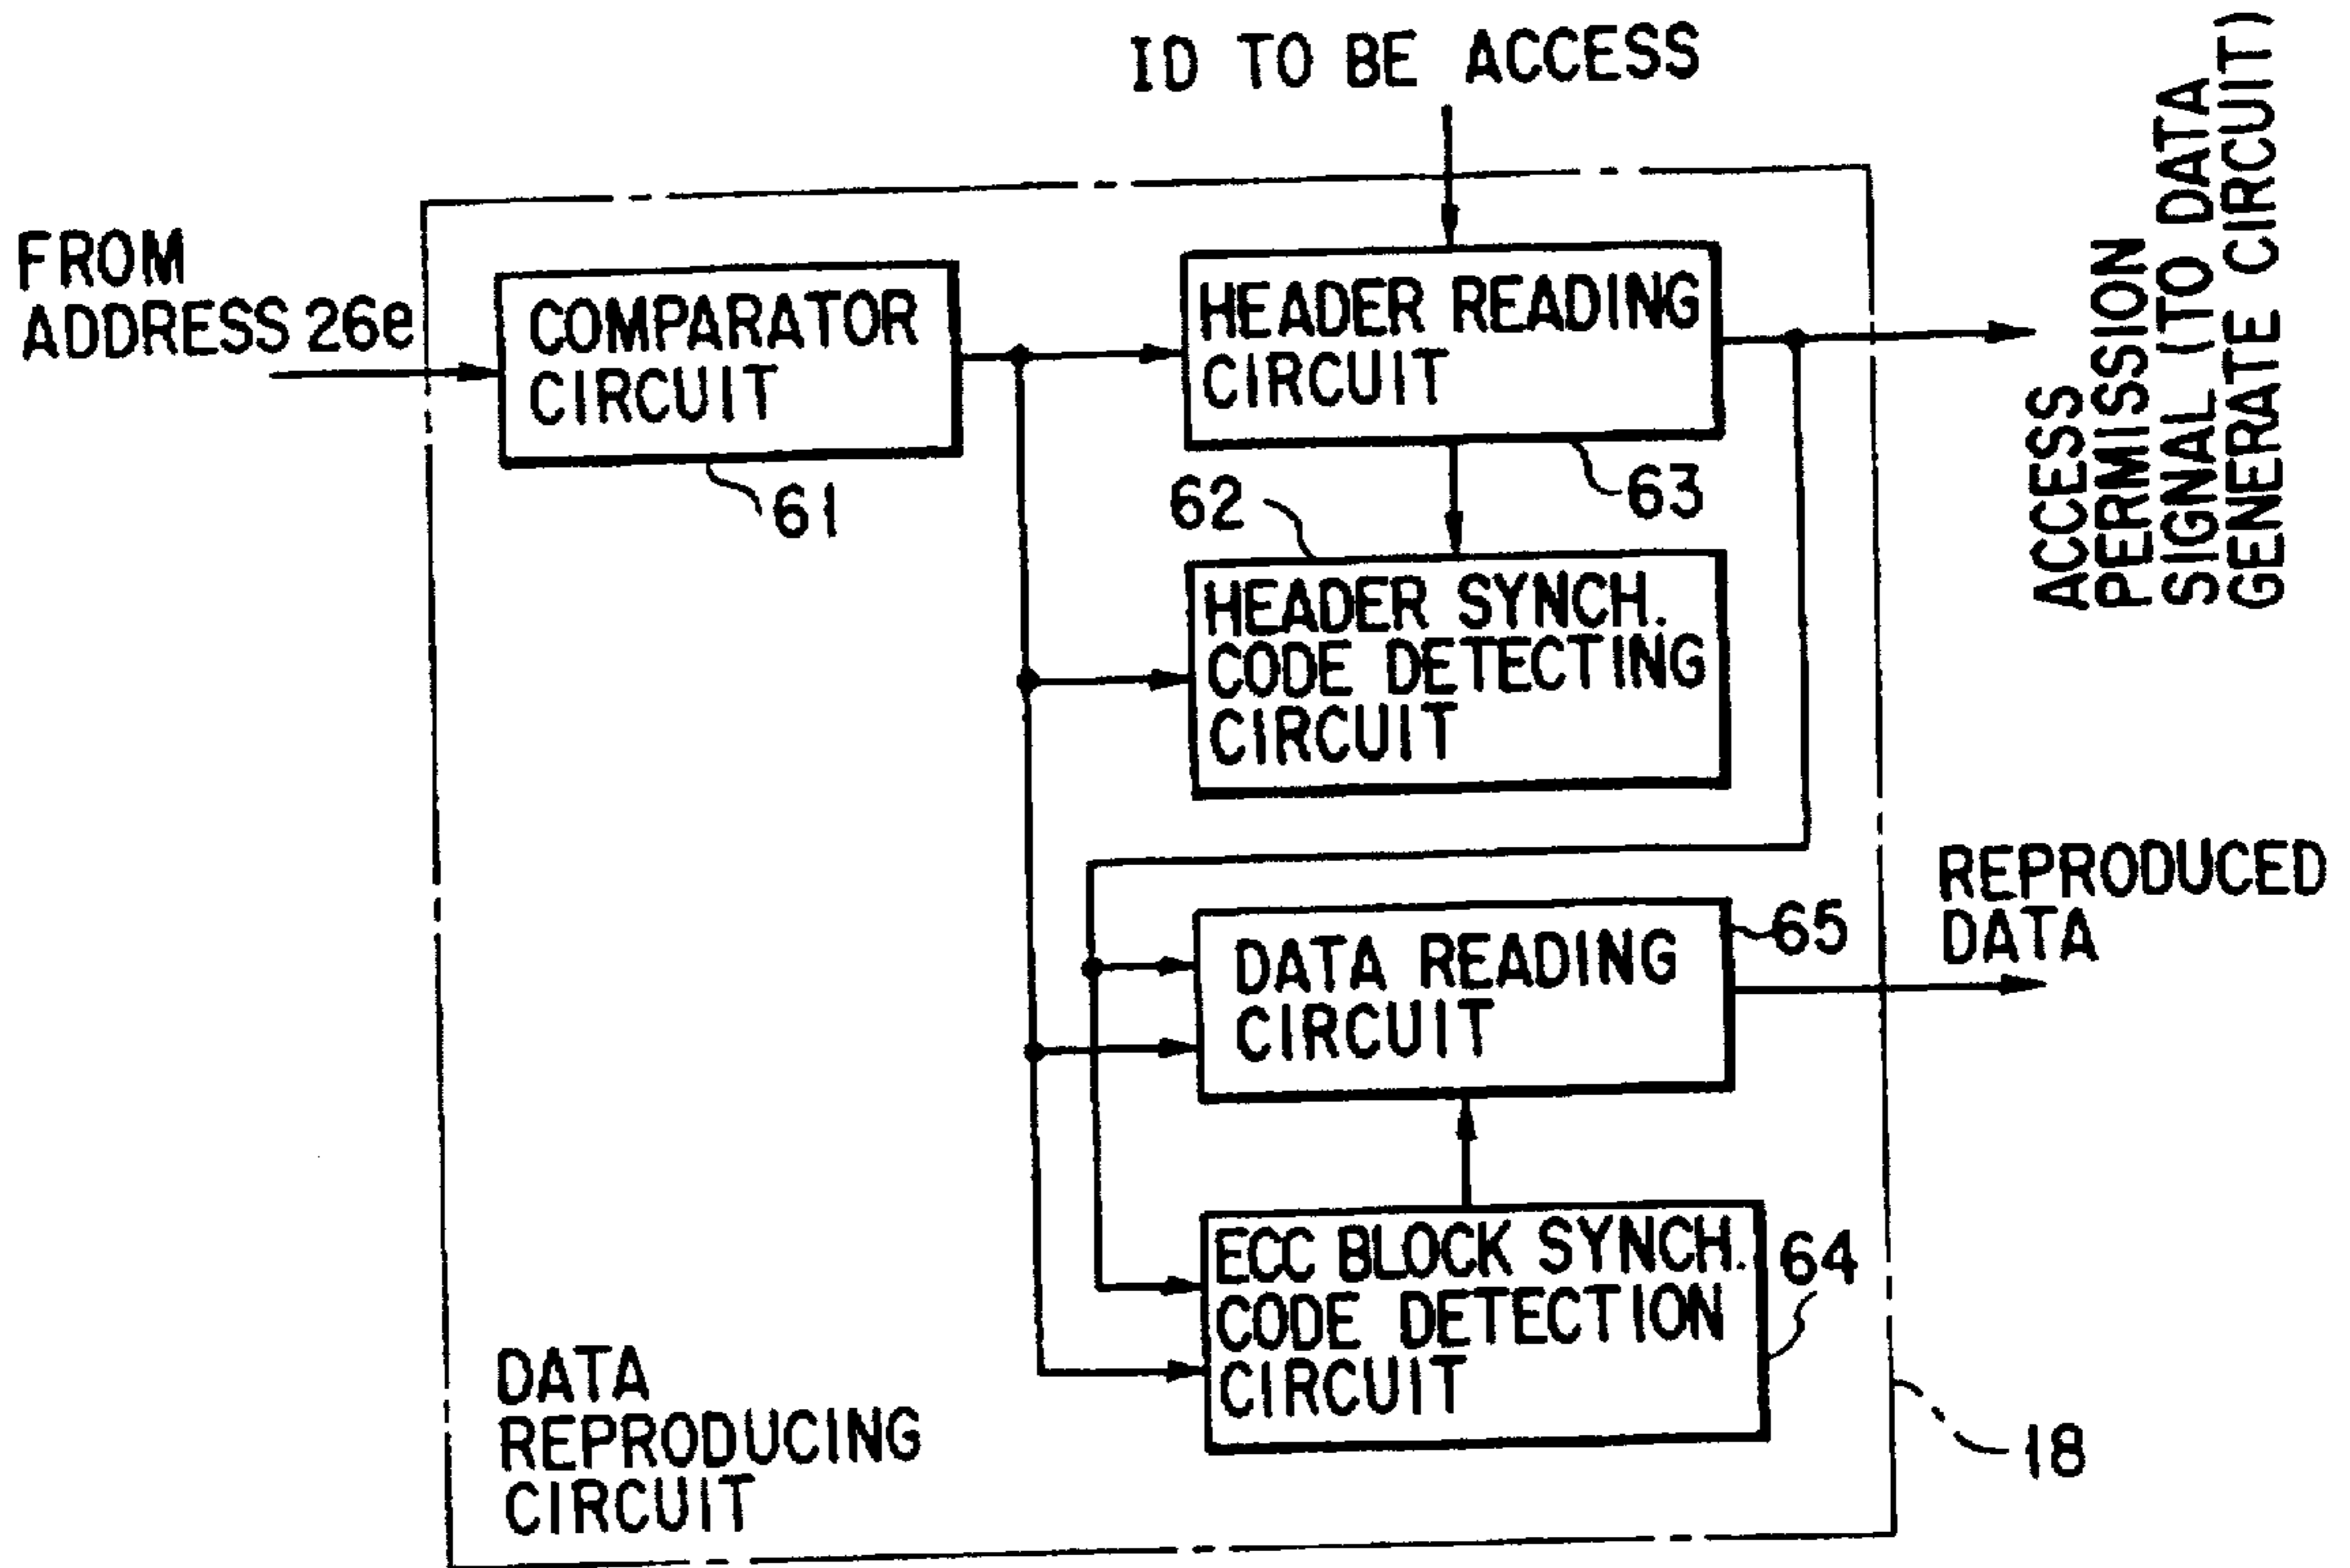 ID TO BE ACCESS
FROM
ADDRESS 26e
COMPARATOR
CIRCUIT
61
HEADER READING
CIRCUIT
63
ACCESS
PERMISSION
SIGNAL (TO DATA
GENERATE CIRCUIT)
62
HEADER SYNCH.
CODE DETECTING
CIRCUIT
DATA READING
CIRCUIT
65
REPRODUCED
DATA
ECC BLOCK SYNCH.
CODE DETECTION
CIRCUIT
64
DATA
REPRODUCING
CIRCUIT
18